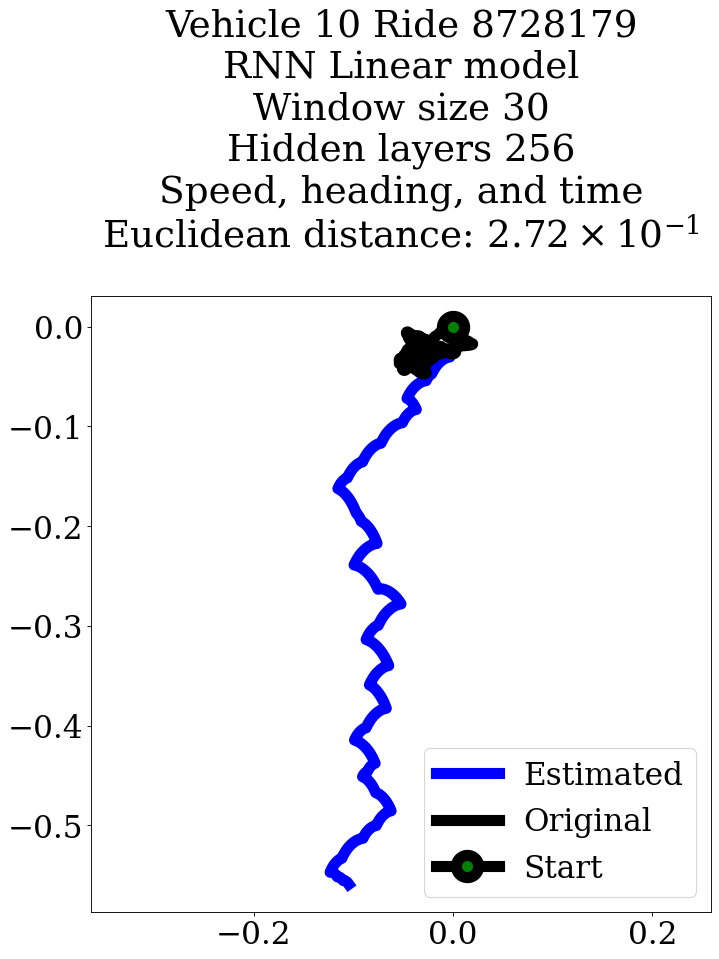 Vehicle 10 Ride 8728179
RNN Linear model
Window size 30
Hidden layers 256
Speed, heading, and time
Euclidean distance: 2.72 × 10⁻¹
0.0
−0.1
−0.2
−0.3
−0.4
−0.5
Estimated
Original
Start
−0.2 0.0 0.2